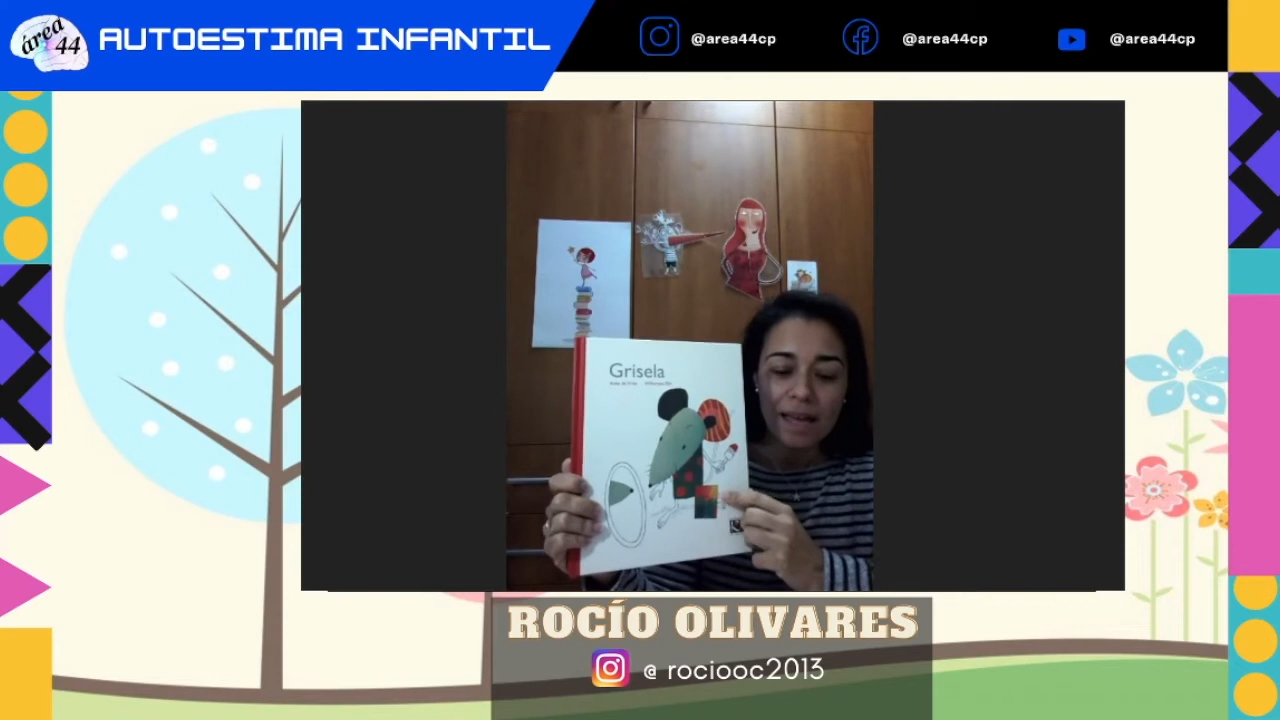 área
44
AUTOESTIMA INFANTIL
@area44cp
@area44cp
@area44cp
Grisela
ROCÍO OLIVARES
@ rociooc2013